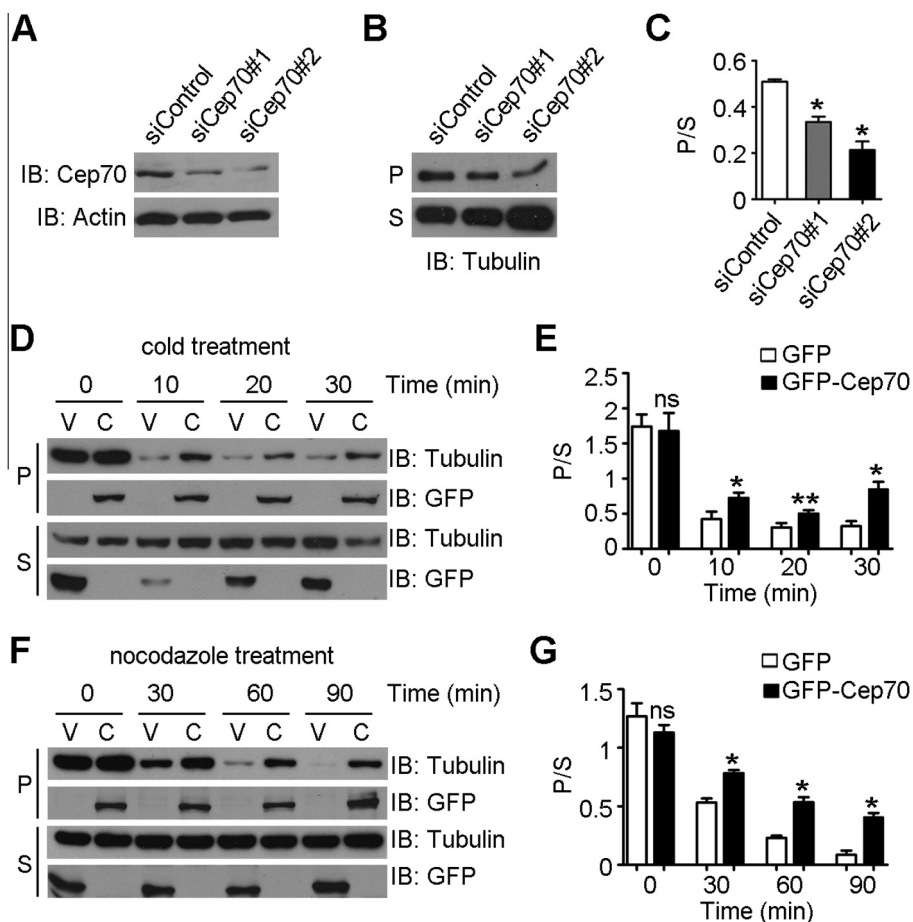 A
siControl
siCep70#1
siCep70#2
IB: Cep70
IB: Actin
B
siControl
siCep70#1
siCep70#2
P
S
IB: Tubulin
C
0.6
0.4
0.2
0
P/S
*
*
siControl
siCep70#1
siCep70#2
D
cold treatment
0 10 20 30 Time (min)
V C V C V C V C
P
IB: Tubulin
IB: GFP
S
IB: Tubulin
IB: GFP
E
GFP
GFP-Cep70
2.5
2
1.5
1
0.5
0
P/S
ns
*
**
*
0 10 20 30
Time (min)
F
nocodazole treatment
0 30 60 90 Time (min)
V C V C V C V C
P
IB: Tubulin
IB: GFP
S
IB: Tubulin
IB: GFP
G
GFP
GFP-Cep70
1.5
1
0.5
0
P/S
ns
*
*
*
0 30 60 90
Time (min)